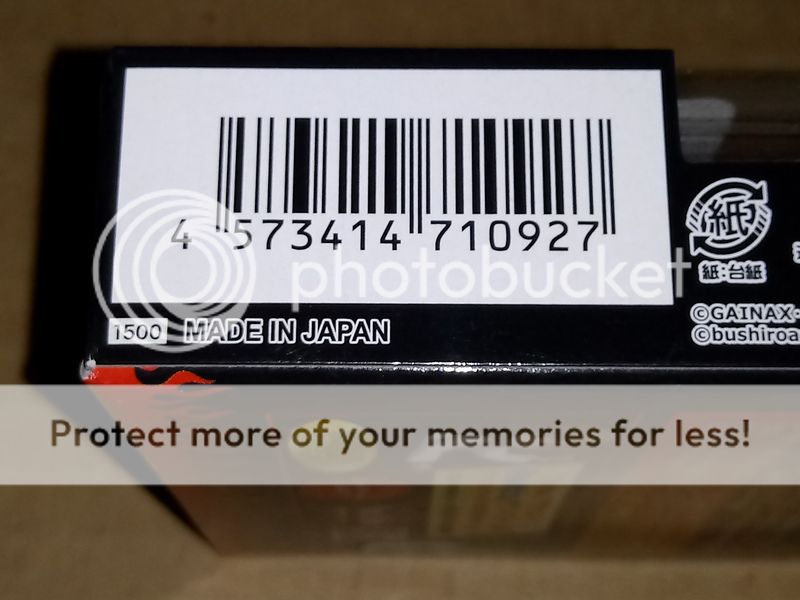 4 573414 710927
紙
紙:台紙
1500 MADE IN JAPAN
©GAINAX・
©bushiroa
photobucket
Protect more of your memories for less!